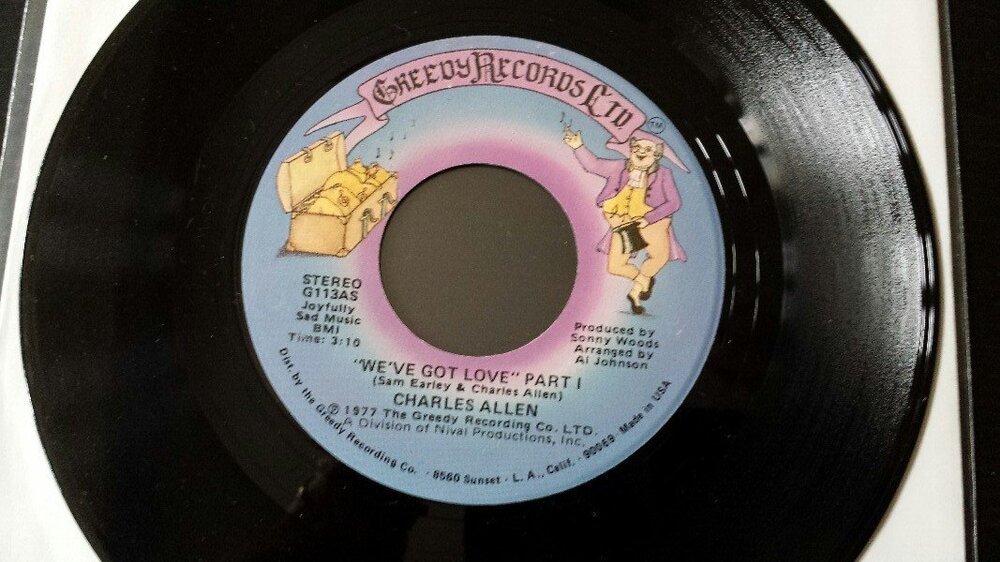 GREEDY RECORDS LTD
TM
STEREO
G113AS
Joyfully
Sad Music
BMI
Time: 3:10
Produced by
Sonny Woods
Arranged by
Al Johnson
"WE'VE GOT LOVE" PART I
(Sam Earley & Charles Allen)
CHARLES ALLEN
℗ 1977 The Greedy Recording Co. LTD.
A Division of Nival Productions, Inc.
Dist. by the Greedy Recording Co. - 8560 Sunset - L. A., Calif. - 90069 - Made in USA